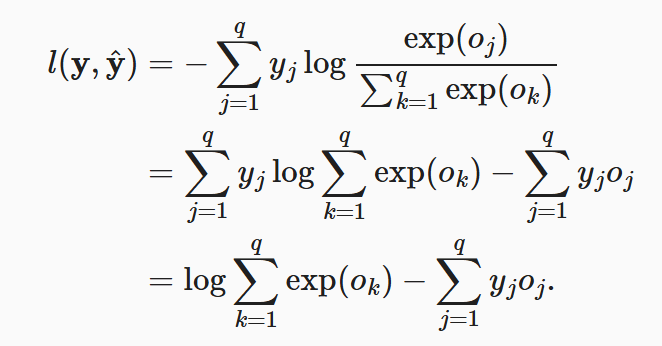 l(𝐲, 𝐲̂) = − ∑_{j=1}^{q} y_j log \frac{exp(o_j)}{∑_{k=1}^{q} exp(o_k)}
= ∑_{j=1}^{q} y_j log ∑_{k=1}^{q} exp(o_k) − ∑_{j=1}^{q} y_j o_j
= log ∑_{k=1}^{q} exp(o_k) − ∑_{j=1}^{q} y_j o_j.